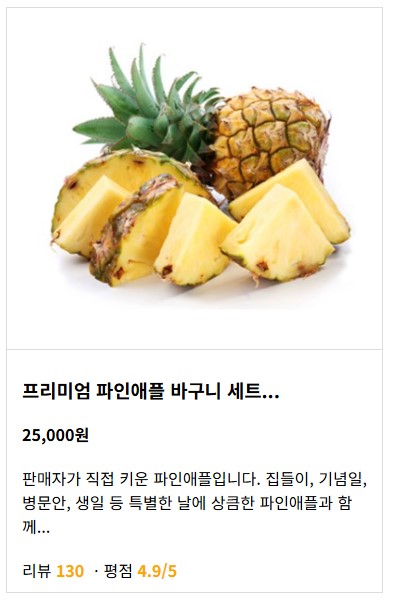 프리미엄 파인애플 바구니 세트...
25,000원
판매자가 직접 키운 파인애플입니다. 집들이, 기념일,
병문안, 생일 등 특별한 날에 상큼한 파인애플과 함
께...
리뷰 130 · 평점 4.9/5